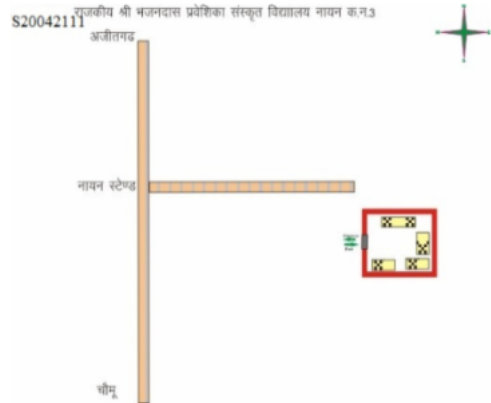 राजकीय श्री भजनदास प्रवेशिका संस्कृत विद्याालय नायन क.न.3
S20042111
अजीतगढ
नायन स्टेण्ड
चौमू